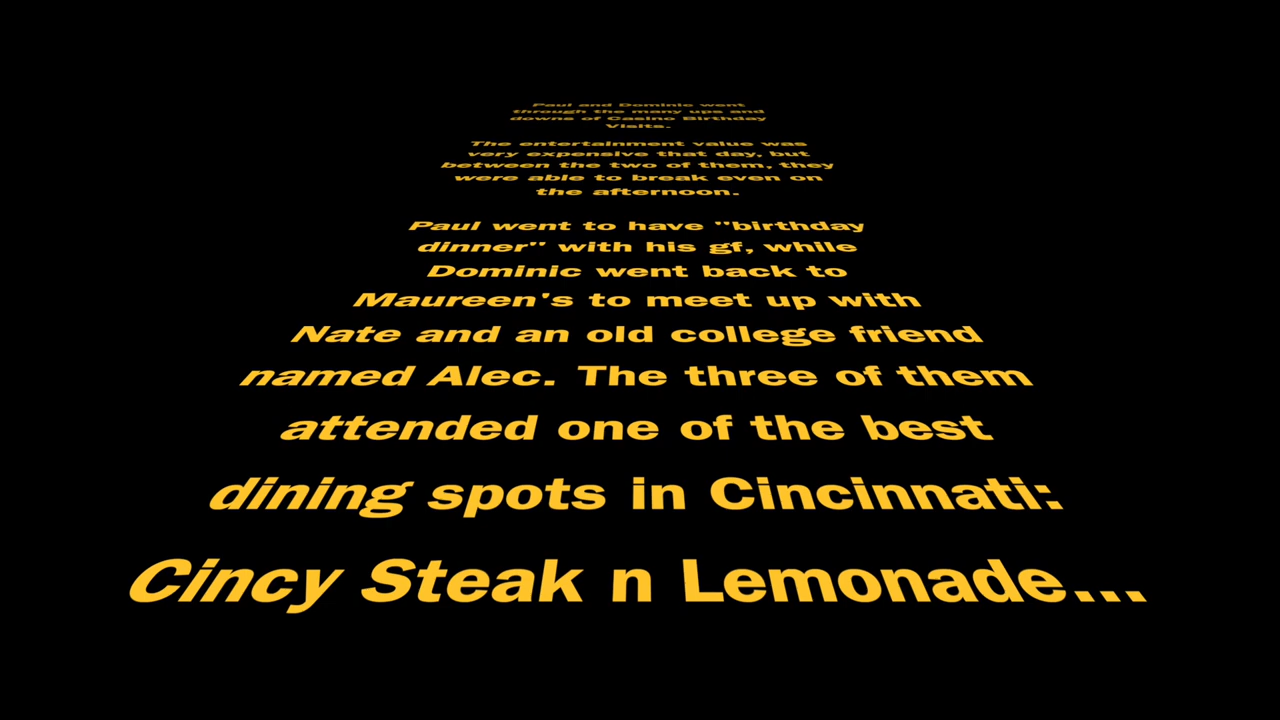 Paul and Dominic went
through the many ups and
downs of Casino Birthday
Visits.
The entertainment value was
very expensive that day, but
between the two of them, they
were able to break even on
the afternoon.
Paul went to have "birthday
dinner" with his gf, while
Dominic went back to
Maureen's to meet up with
Nate and an old college friend
named Alec. The three of them
attended one of the best
dining spots in Cincinnati:
Cincy Steak n Lemonade...